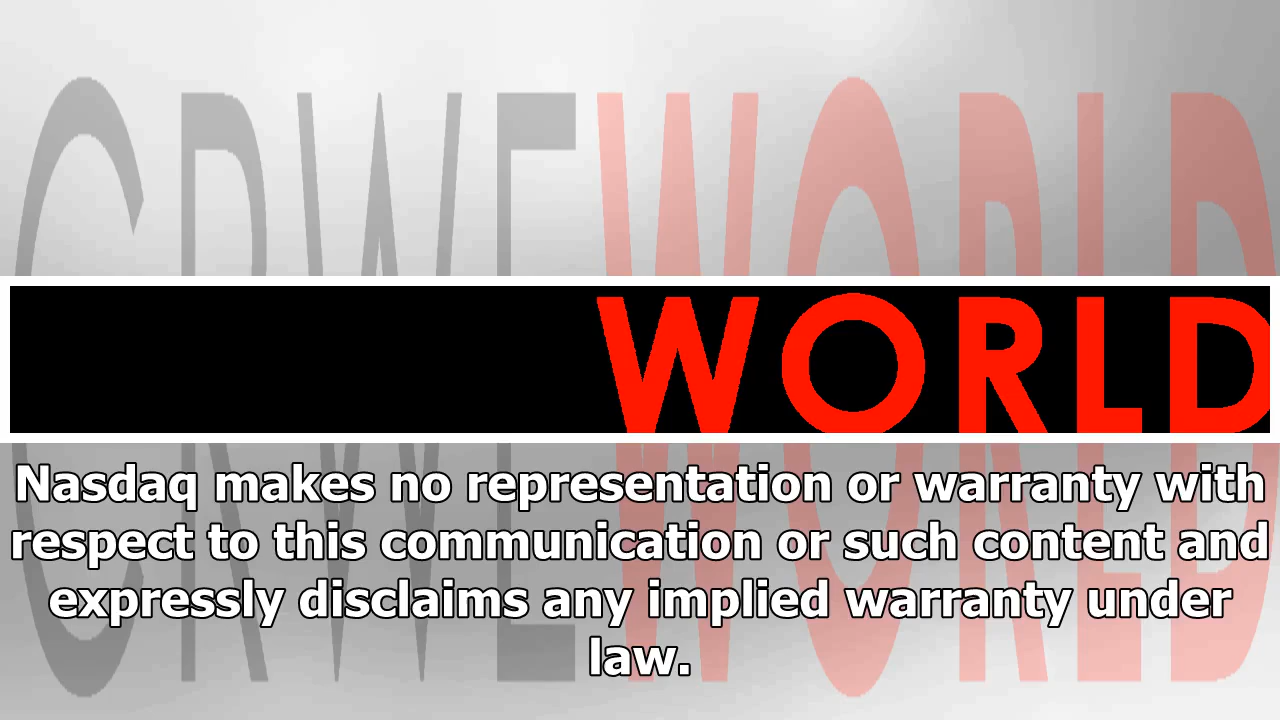 CRWEWORLD
WORLD
Nasdaq makes no representation or warranty with
respect to this communication or such content and
expressly disclaims any implied warranty under
law.